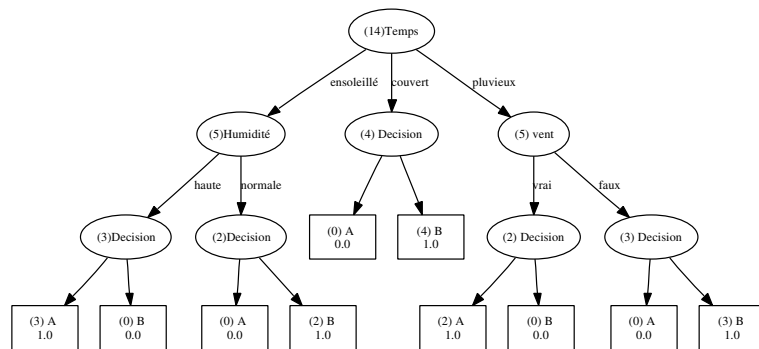 (14)Temps
ensoleillé couvert pluvieux
(5)Humidité (4) Decision (5) vent
haute normale vrai faux
(3)Decision (2)Decision (0) A (4) B (2) Decision (3) Decision
0.0 1.0
(3) A (0) B (0) A (2) B (2) A (0) B (0) A (3) B
1.0 0.0 0.0 1.0 1.0 0.0 0.0 1.0